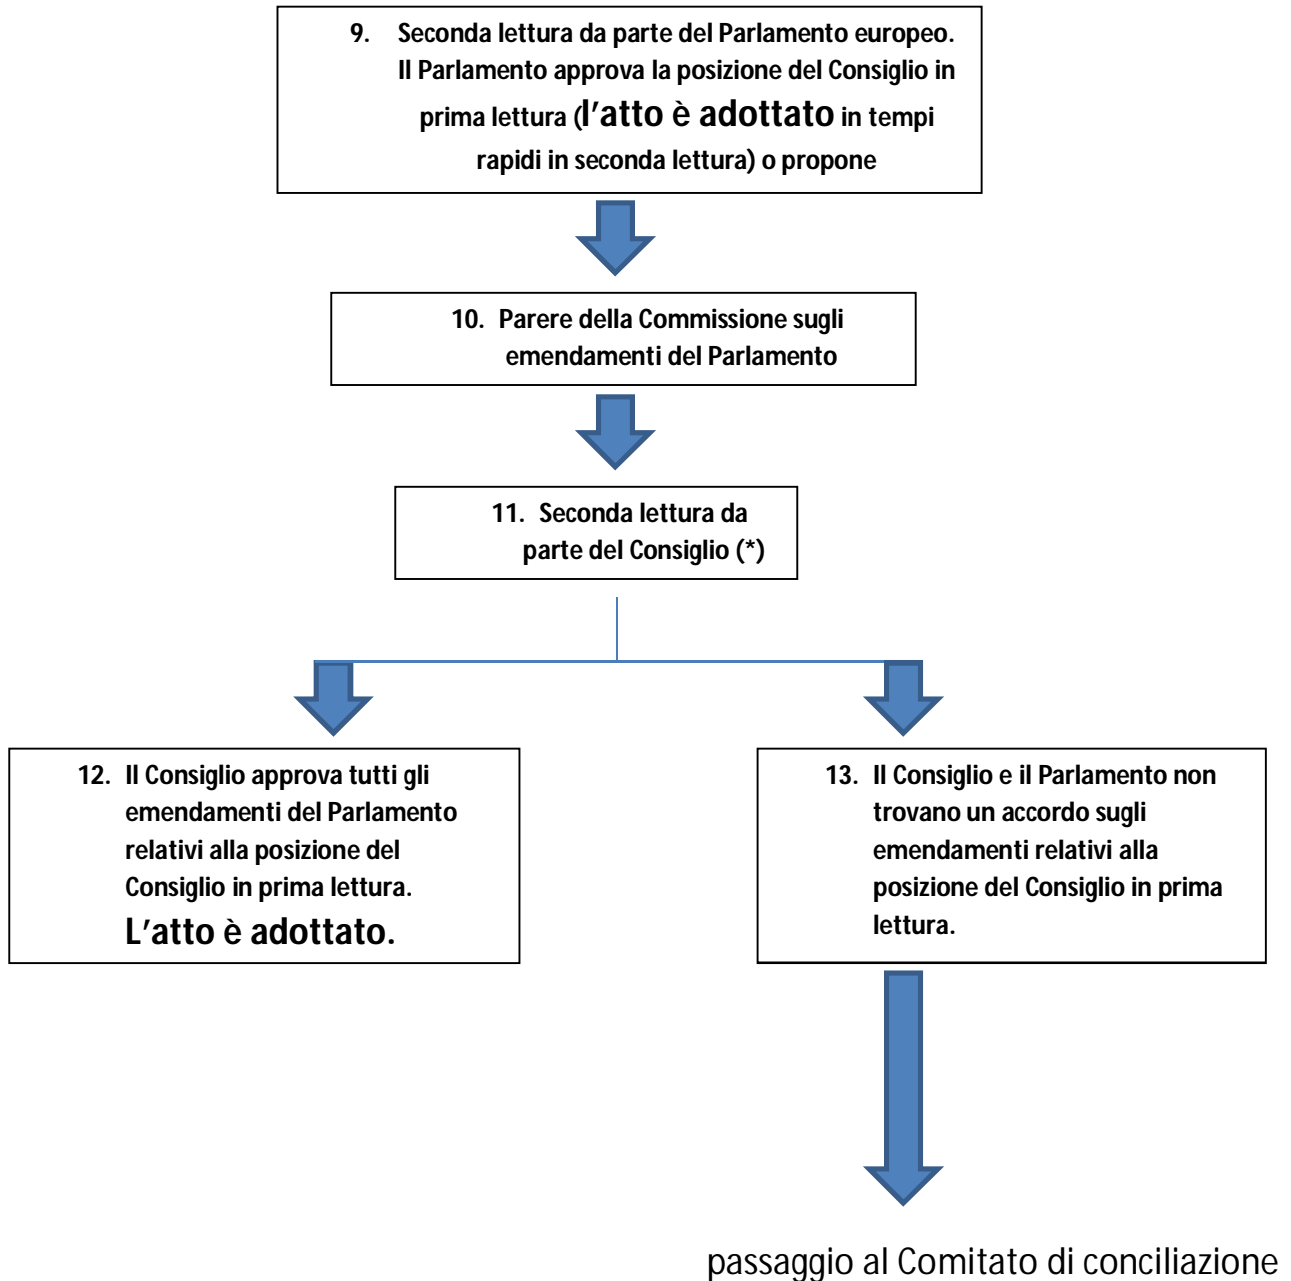 9. Seconda lettura da parte del Parlamento europeo.
Il Parlamento approva la posizione del Consiglio in
prima lettura (l'atto è adottato in tempi
rapidi in seconda lettura) o propone
10. Parere della Commissione sugli
emendamenti del Parlamento
11. Seconda lettura da
parte del Consiglio (*)
12. Il Consiglio approva tutti gli
emendamenti del Parlamento
relativi alla posizione del
Consiglio in prima lettura.
L'atto è adottato.
13. Il Consiglio e il Parlamento non
trovano un accordo sugli
emendamenti relativi alla
posizione del Consiglio in prima
lettura.
passaggio al Comitato di conciliazione